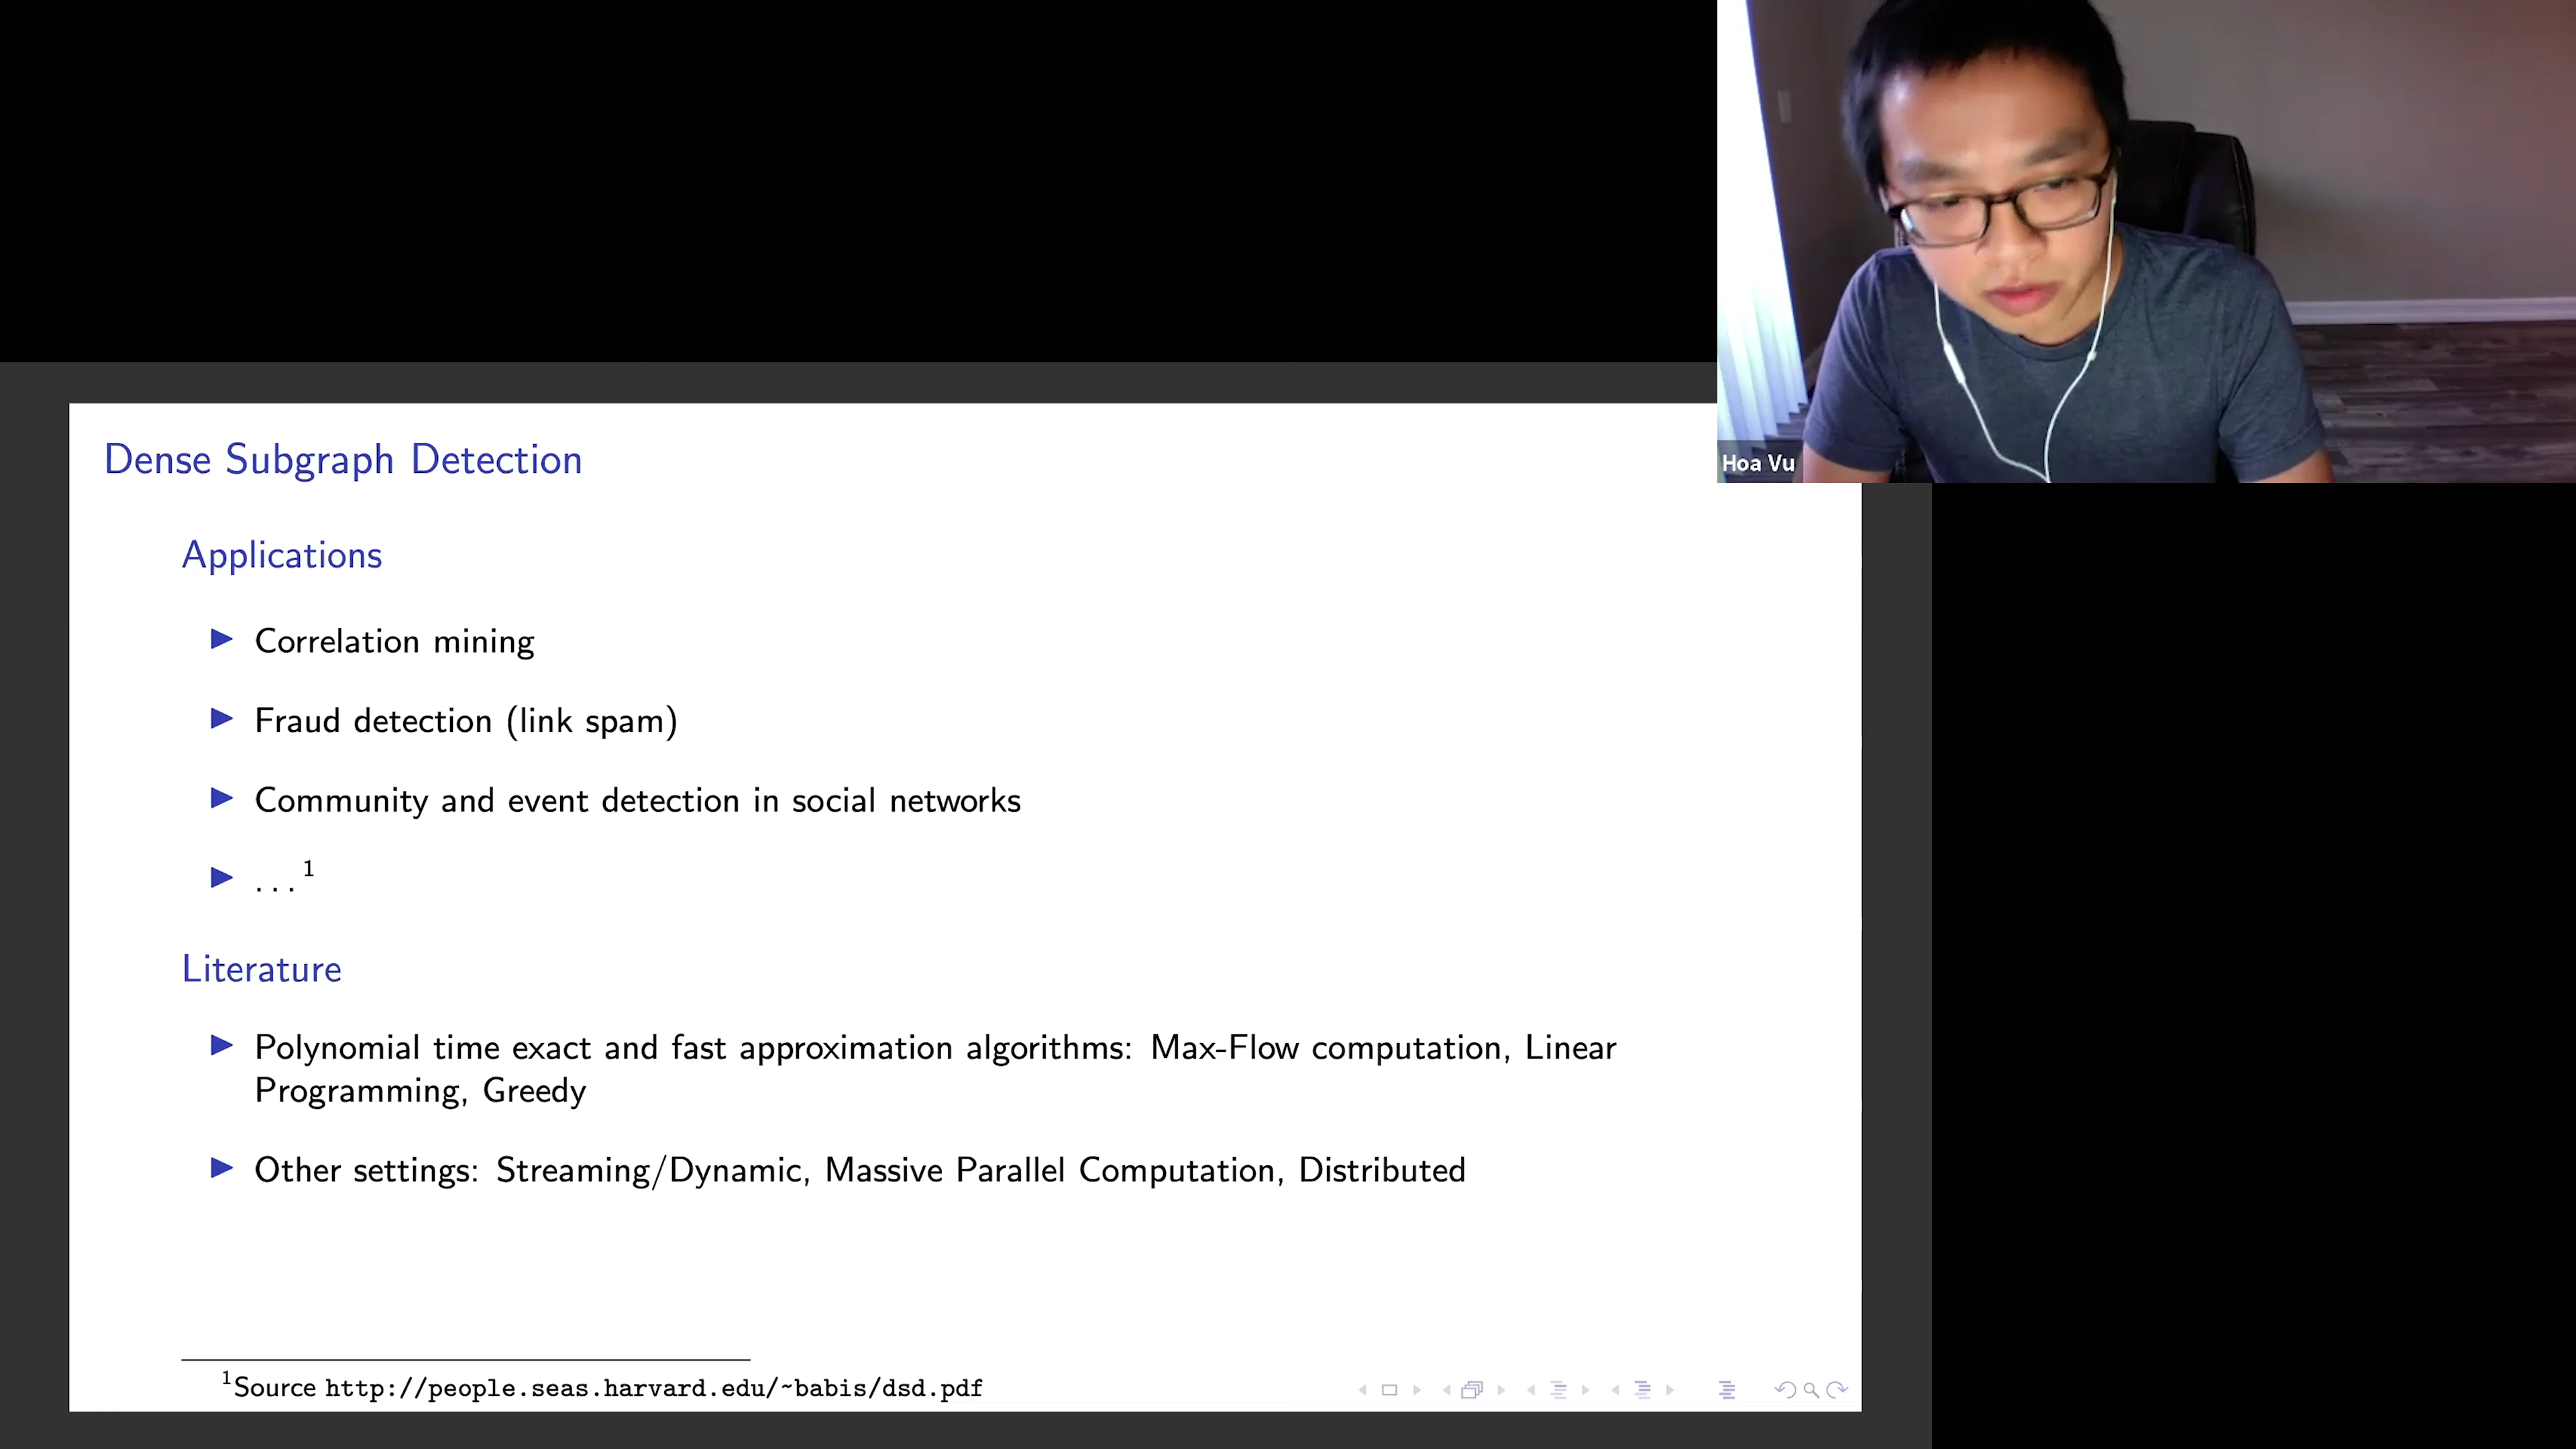 Hoa Vu
Dense Subgraph Detection
Applications
Correlation mining
Fraud detection (link spam)
Community and event detection in social networks
...¹
Literature
Polynomial time exact and fast approximation algorithms: Max-Flow computation, Linear
Programming, Greedy
Other settings: Streaming/Dynamic, Massive Parallel Computation, Distributed
¹Source http://people.seas.harvard.edu/~babis/dsd.pdf